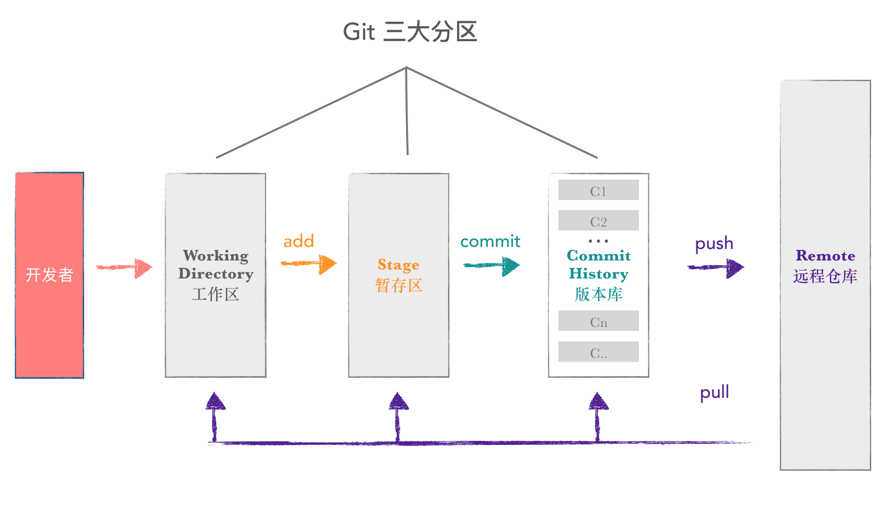 Git 三大分区
开发者
Working
Directory
工作区
add
Stage
暂存区
commit
C1
C2
...
Commit
History
版本库
Cn
C..
push
pull
Remote
远程仓库